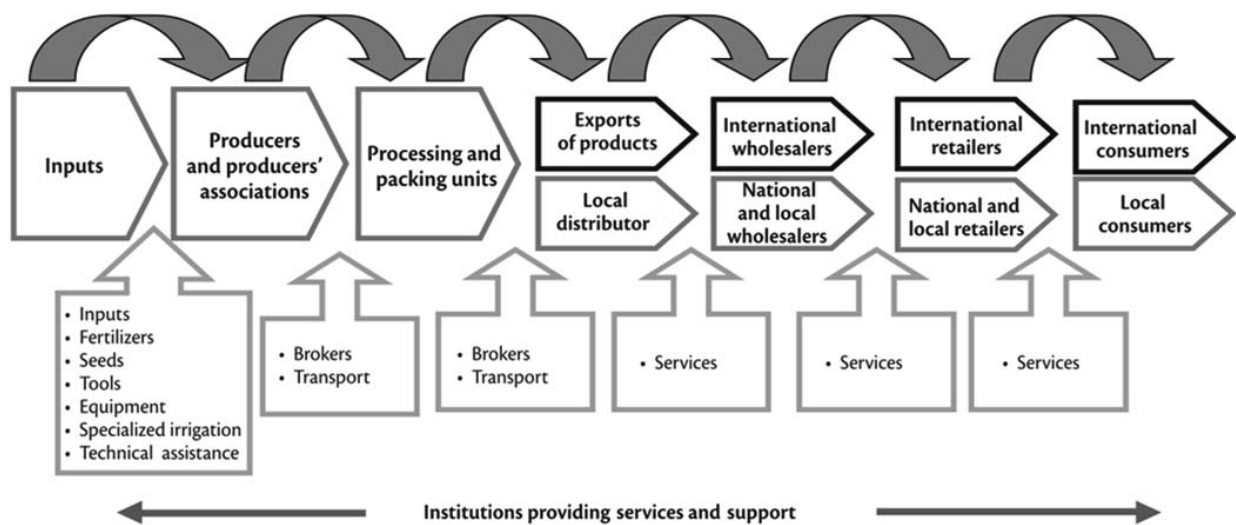 Inputs
Producers
and producers'
associations
Processing and
packing units
Exports
of products
International
wholesalers
International
retailers
International
consumers
Local
distributor
National
and local
wholesalers
National and
local retailers
Local
consumers
• Inputs
• Fertilizers
• Seeds
• Tools
• Equipment
• Specialized irrigation
• Technical assistance
• Brokers
• Transport
• Brokers
• Transport
• Services
• Services
• Services
Institutions providing services and support